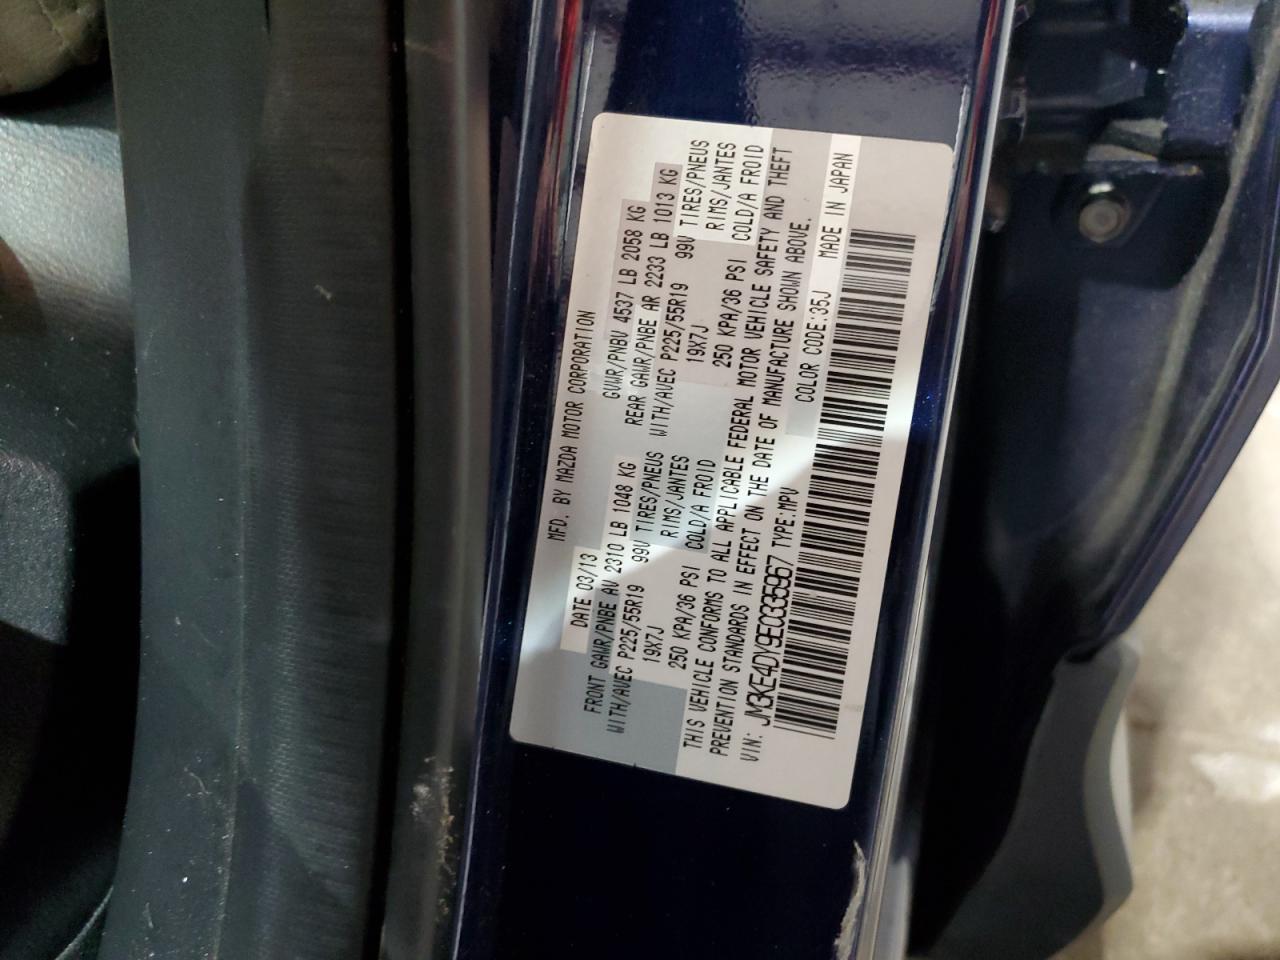 MFD. BY MAZDA MOTOR CORPORATION
DATE 03/13 GVWR/PNBV 4537 LB 2058 KG
FRONT GAWR/PNBE AV 2310 LB 1048 KG REAR GAWR/PNBE AR 2233 LB 1013 KG
WITH/AVEC P225/55R19 99V TIRES/PNEUS WITH/AVEC P225/55R19 99V TIRES/PNEUS
19X7J RIMS/JANTES 19X7J RIMS/JANTES
250 KPA/36 PSI COLD/A FROID 250 KPA/36 PSI COLD/A FROID
THIS VEHICLE CONFORMS TO ALL APPLICABLE FEDERAL MOTOR VEHICLE SAFETY AND THEFT
PREVENTION STANDARDS IN EFFECT ON THE DATE OF MANUFACTURE SHOWN ABOVE.
VIN: JM3KE4DY9E0335967 TYPE:MPV COLOR CODE:35J MADE IN JAPAN